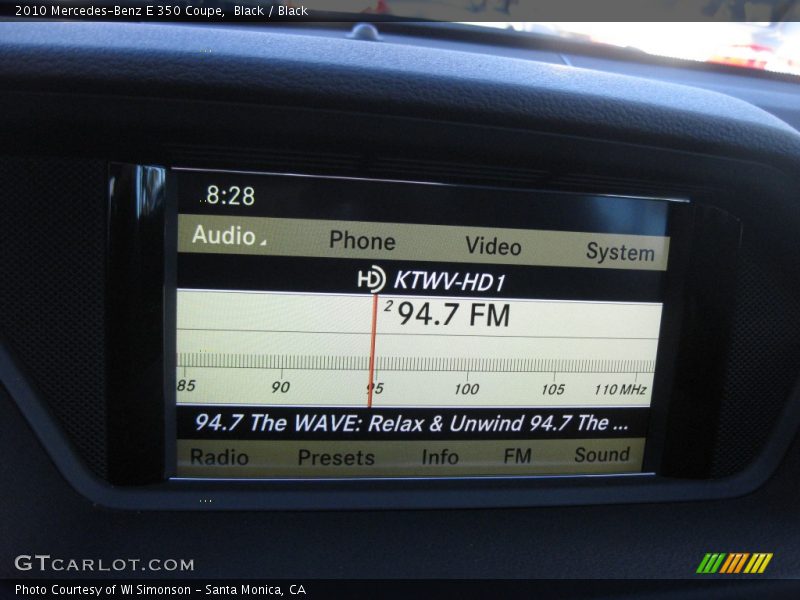 2010 Mercedes-Benz E 350 Coupe,  Black / Black
8:28
Audio Phone Video System
HD KTWV-HD1
2 94.7 FM
85 90 95 100 105 110 MHz
94.7 The WAVE: Relax & Unwind 94.7 The ...
Radio Presets Info FM Sound
GTCARLOT.COM
Photo Courtesy of WI Simonson - Santa Monica, CA